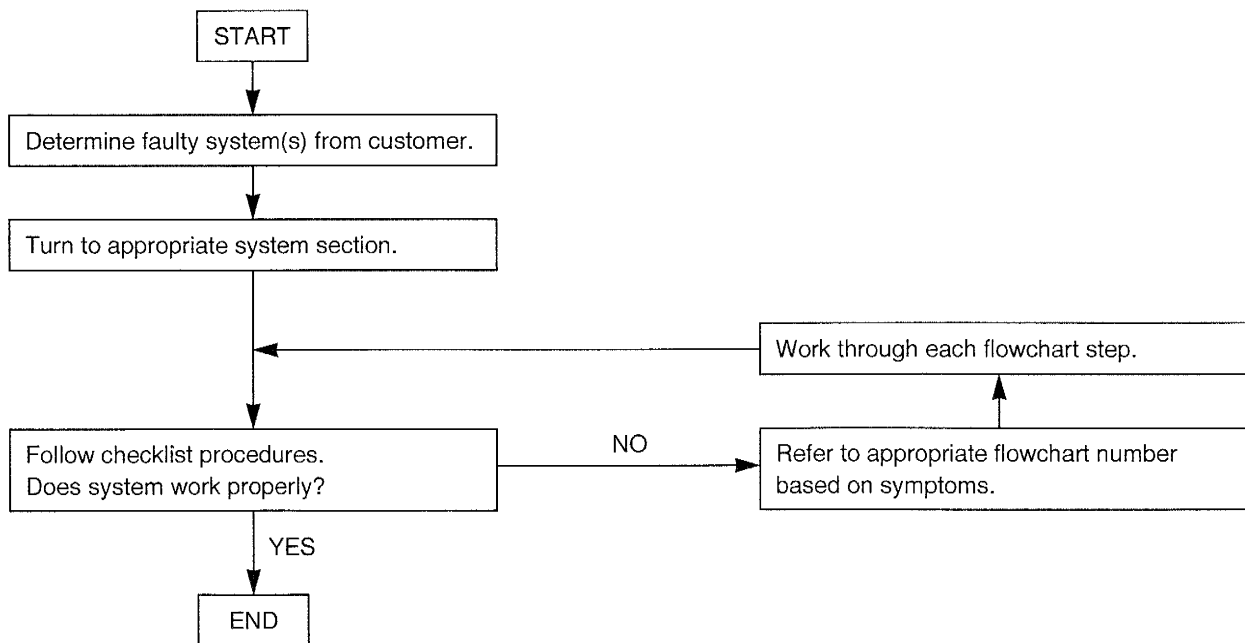 START
Determine faulty system(s) from customer.
Turn to appropriate system section.
Work through each flowchart step.
Follow checklist procedures.
Does system work properly?
NO
Refer to appropriate flowchart number
based on symptoms.
YES
END